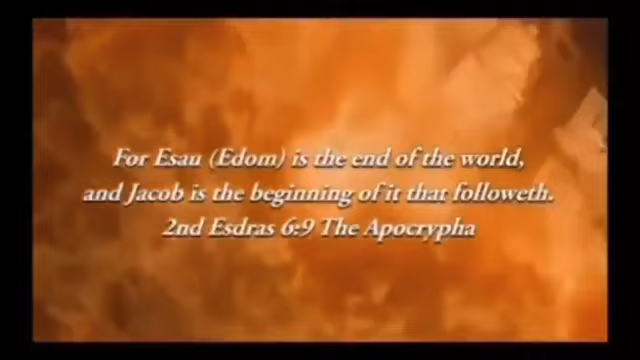 For Esau (Edom) is the end of the world,
and Jacob is the beginning of it that followeth.
2nd Esdras 6:9 The Apocrypha